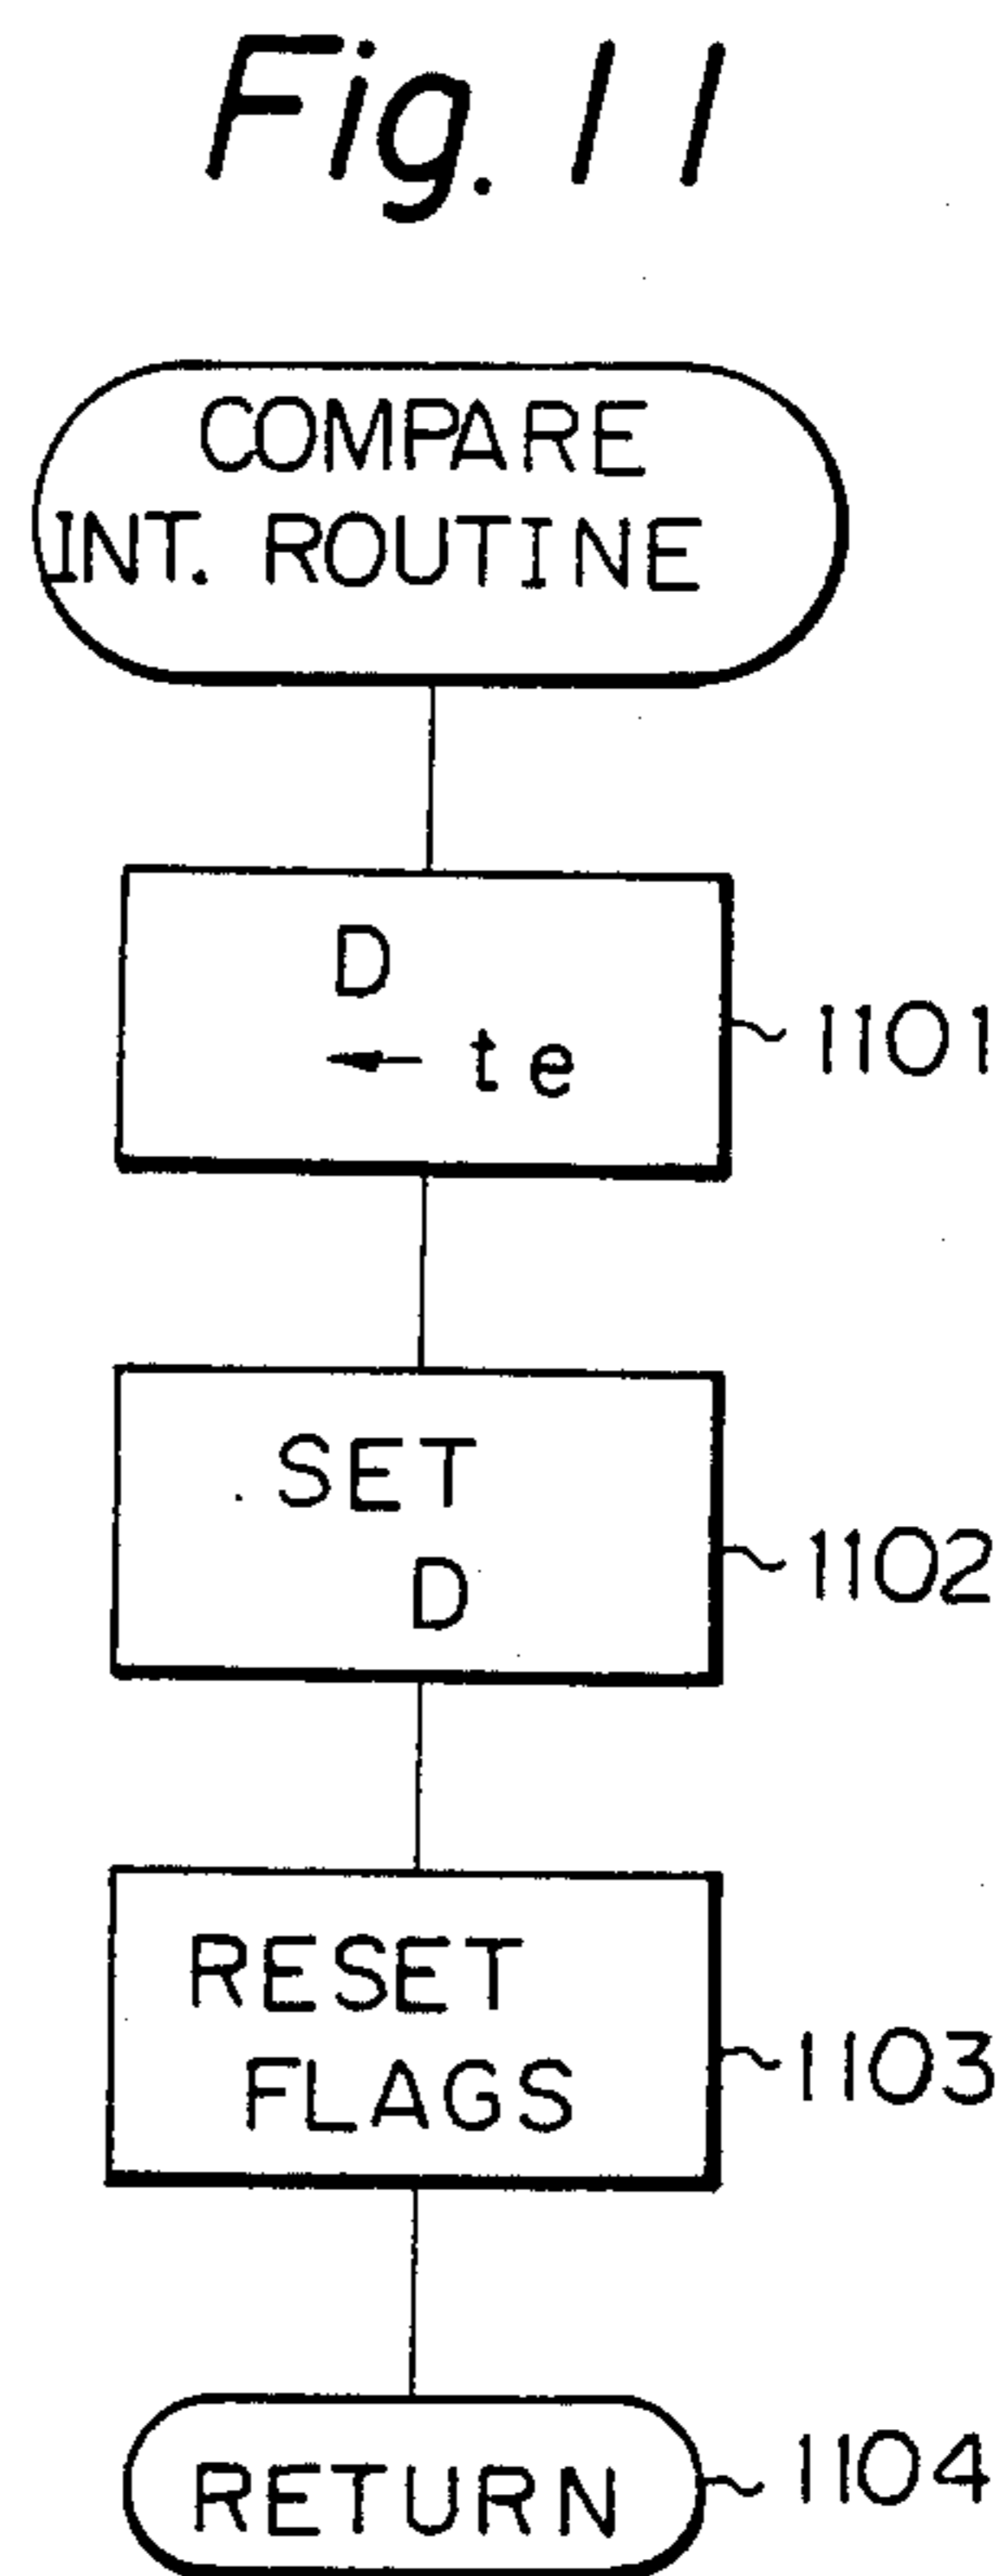 Fig. 11
COMPARE
INT. ROUTINE
D
← te
1101
SET
D
1102
RESET
FLAGS
1103
RETURN
1104